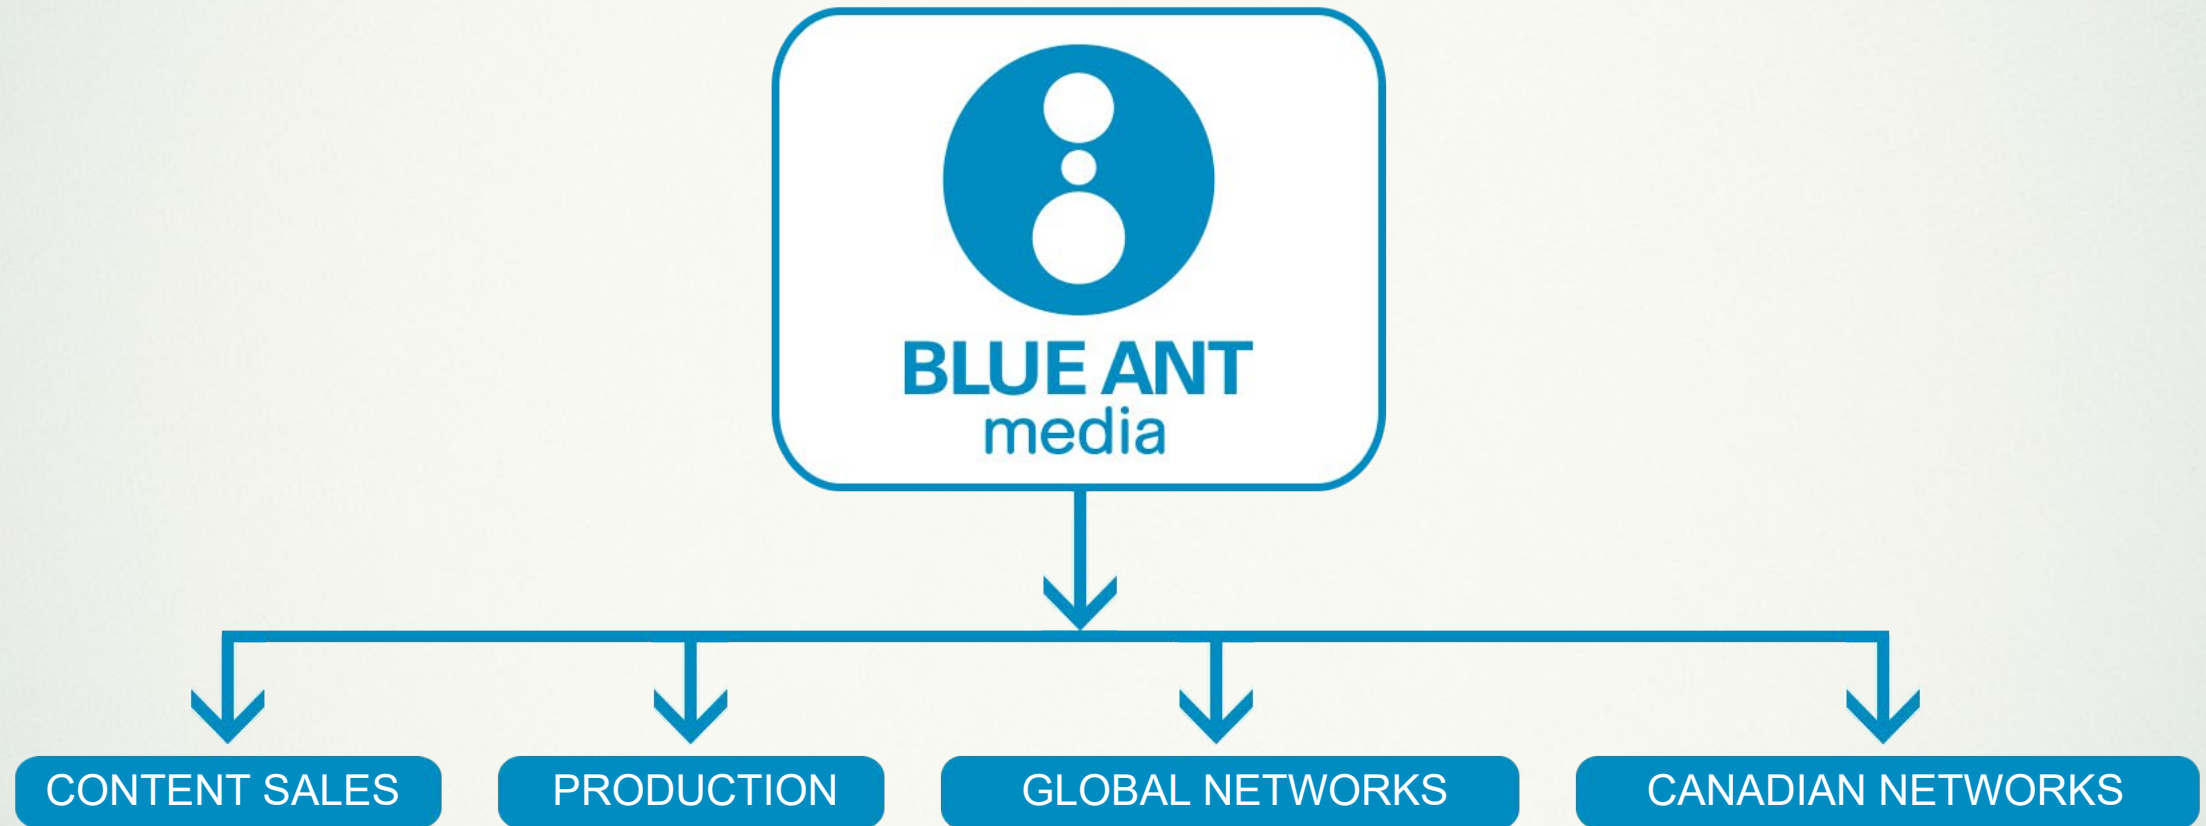 BLUE ANT
media
CONTENT SALES
PRODUCTION
GLOBAL NETWORKS
CANADIAN NETWORKS